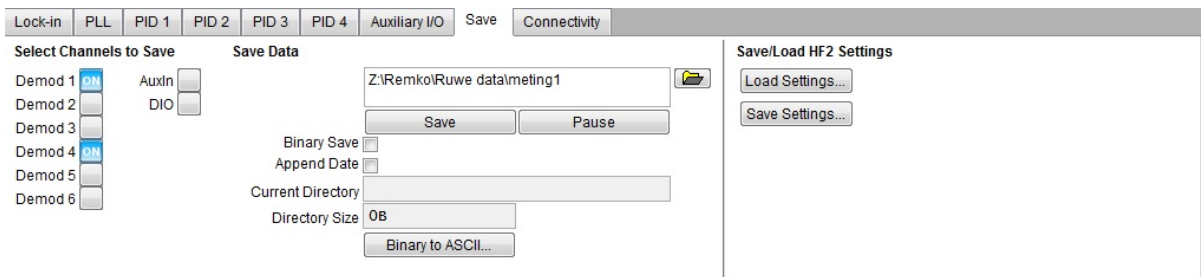 Lock-in PLL PID 1 PID 2 PID 3 PID 4 Auxiliary I/O Save Connectivity
Select Channels to Save
Demod 1 ON AuxIn
Demod 2 DIO
Demod 3
Demod 4 ON
Demod 5
Demod 6
Save Data
Z:\Remko\Ruwe data\meting1
Save Pause
Binary Save
Append Date
Current Directory
Directory Size 0B
Binary to ASCII...
Save/Load HF2 Settings
Load Settings...
Save Settings...